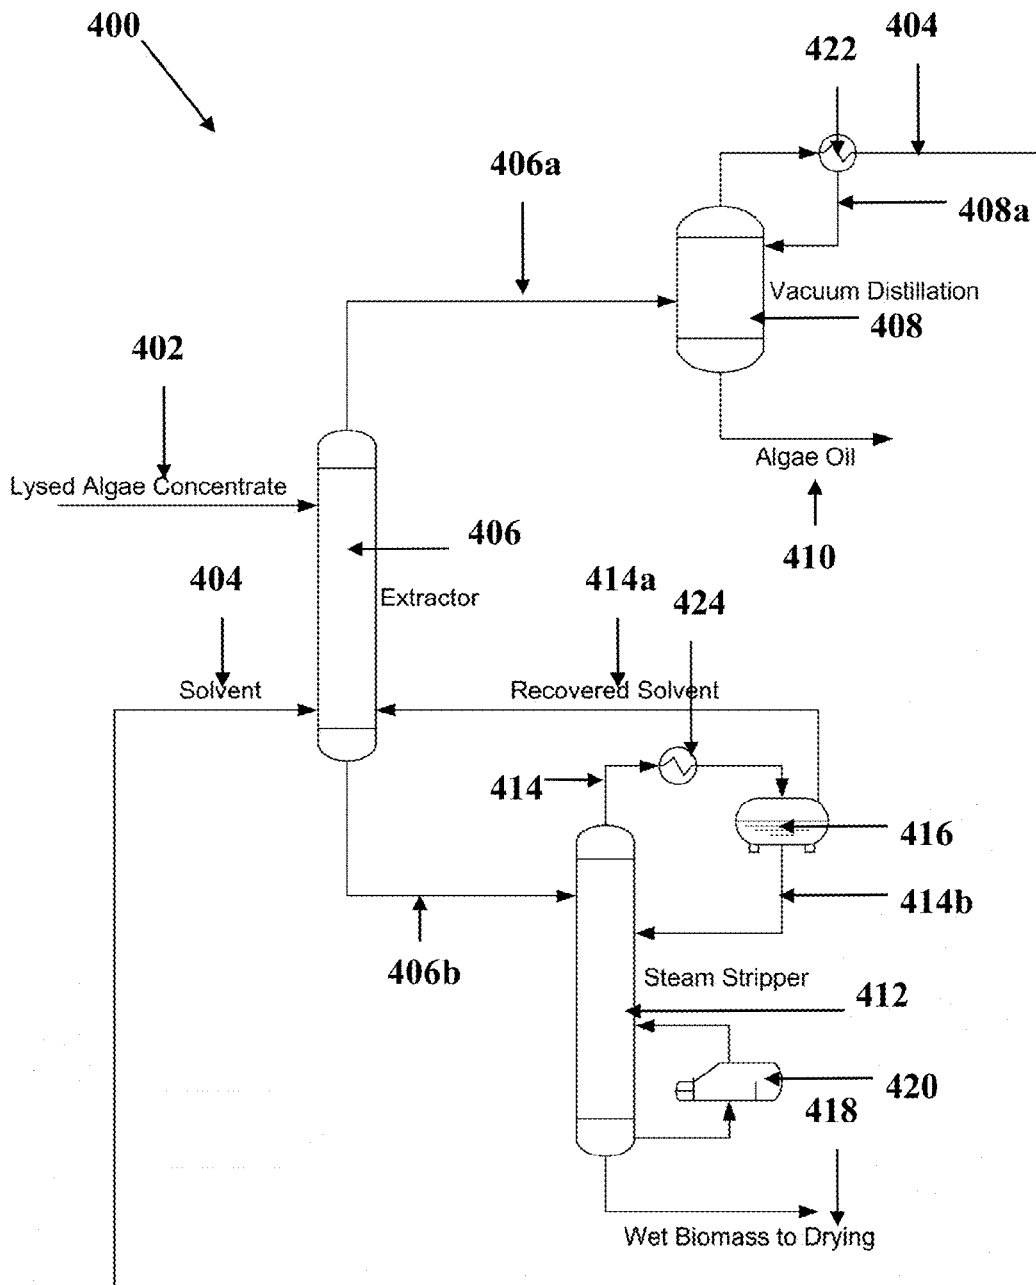 400
422
404
406a
408a
Vacuum Distillation
408
402
Lysed Algae Concentrate
Algae Oil
406
410
404
414a
424
Extractor
Solvent
Recovered Solvent
414
416
414b
406b
Steam Stripper
412
420
418
Wet Biomass to Drying